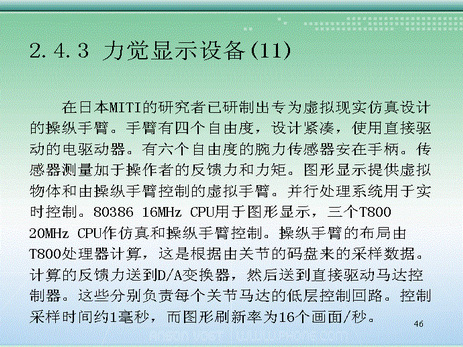 2.4.3 力觉显示设备(11)
在日本MITI的研究者已研制出专为虚拟现实仿真设计
的操纵手臂。手臂有四个自由度，设计紧凑，使用直接驱
动的电驱动器。有六个自由度的腕力传感器安在手柄。传
感器测量加于操作者的反馈力和力矩。图形显示提供虚拟
物体和由操纵手臂控制的虚拟手臂。并行处理系统用于实
时控制。80386 16MHz CPU用于图形显示，三个T800
20MHz CPU作仿真和操纵手臂控制。操纵手臂的布局由
T800处理器计算，这是根据由关节的码盘来的采样数据。
计算的反馈力送到D/A变换器，然后送到直接驱动马达控
制器。这些分别负责每个关节马达的低层控制回路。控制
采样时间约1毫秒，而图形刷新率为16个画面/秒。
46